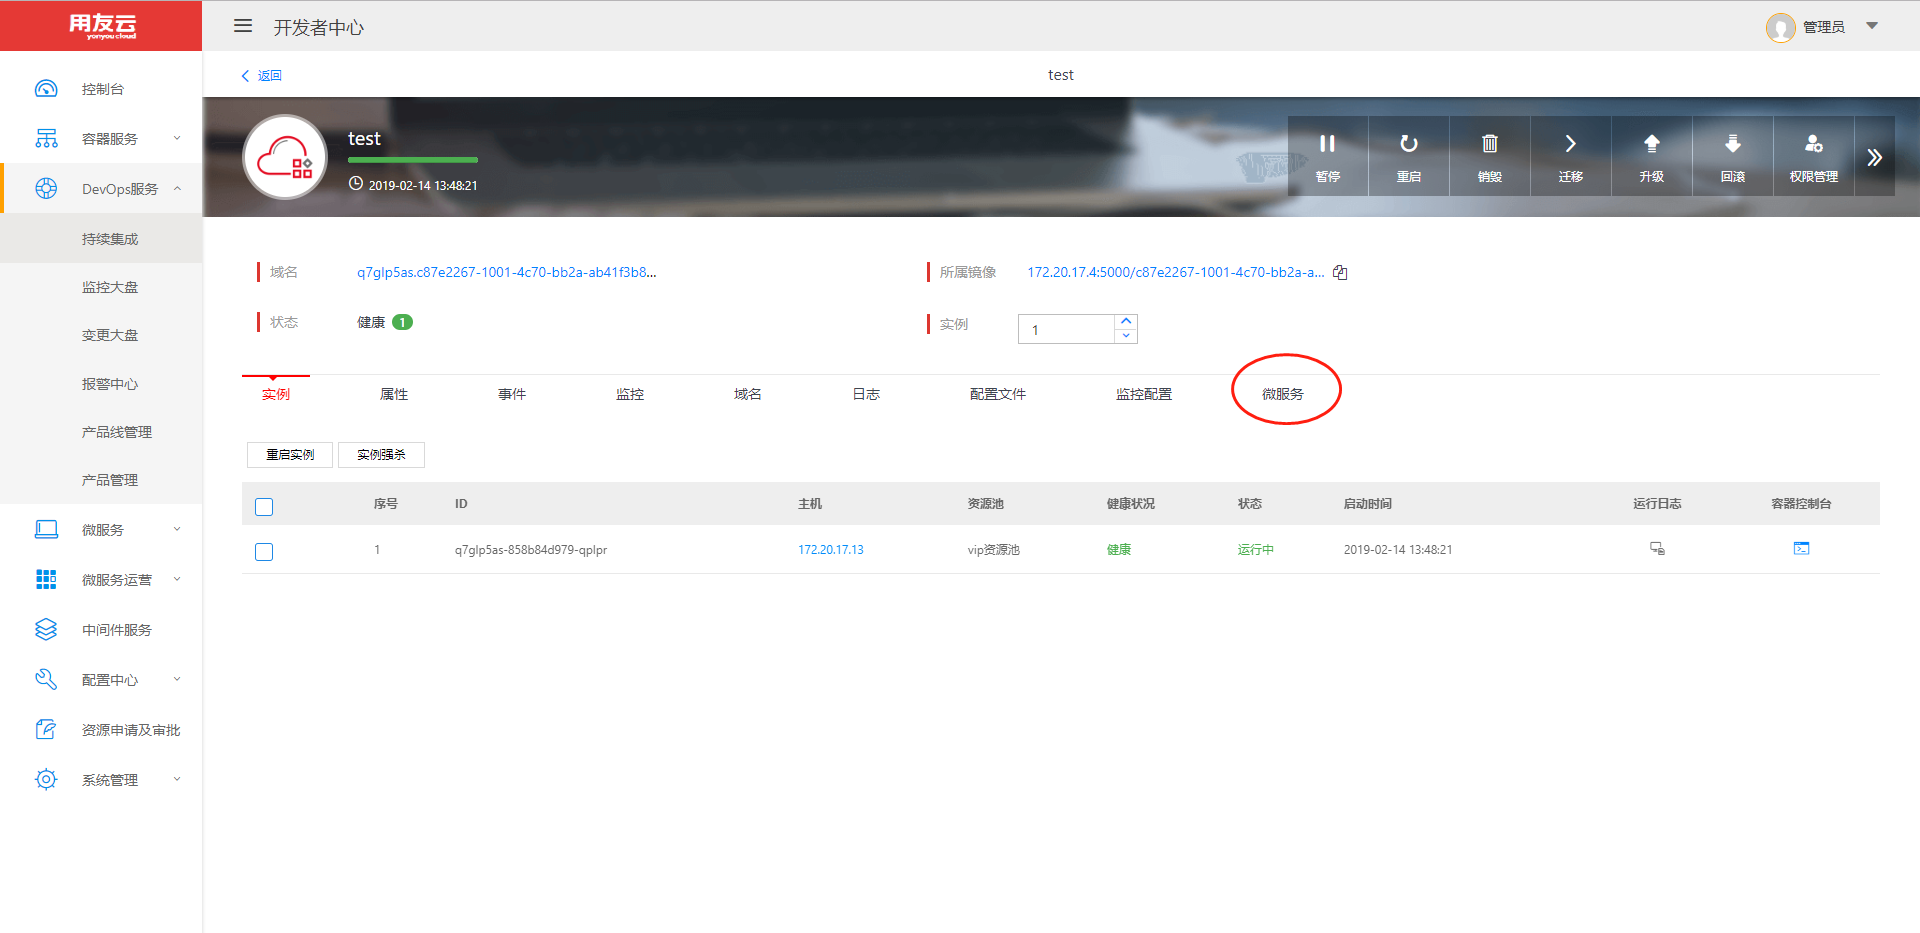 用友云
yonyou cloud
开发者中心
管理员
控制台
容器服务
DevOps服务
持续集成
监控大盘
变更大盘
报警中心
产品线管理
产品管理
微服务
微服务运营
中间件服务
配置中心
资源申请及审批
系统管理
返回
test
test
2019-02-14 13:48:21
暂停 重启 销毁 迁移 升级 回滚 权限管理
域名 q7glp5as.c87e2267-1001-4c70-bb2a-ab41f3b8...
所属镜像 172.20.17.4:5000/c87e2267-1001-4c70-bb2a-a...
状态 健康 1
实例 1
实例 属性 事件 监控 域名 日志 配置文件 监控配置 微服务
重启实例 实例强杀
序号 ID 主机 资源池 健康状况 状态 启动时间 运行日志 容器控制台
1 q7glp5as-858b84d979-qplpr 172.20.17.13 vip资源池 健康 运行中 2019-02-14 13:48:21